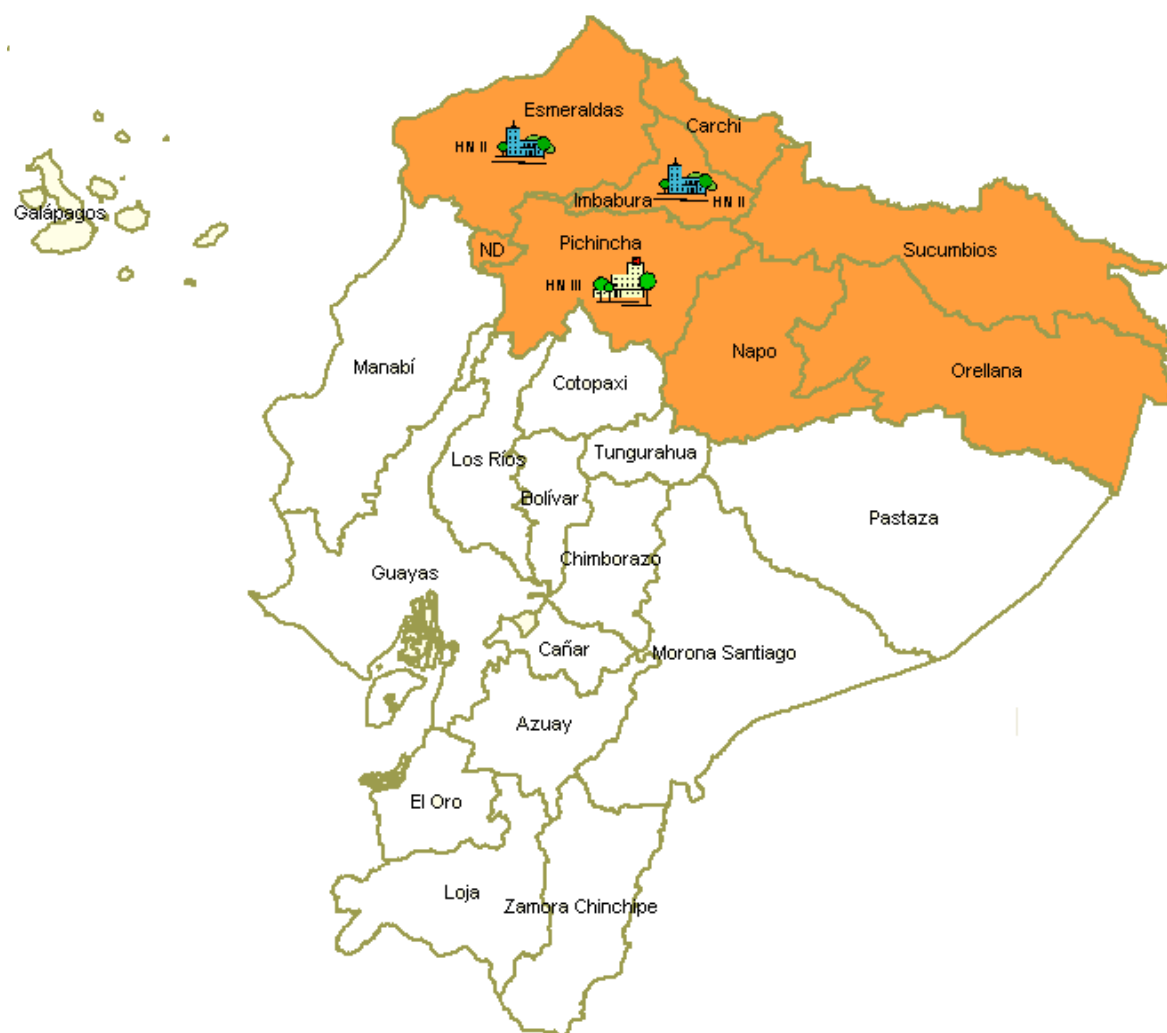 Esmeraldas
Carchi
HN II
Imbabura
HN II
Galápagos
ND
Pichincha
Sucumbios
HN III
Napo
Orellana
Manabí
Cotopaxi
Los Ríos
Tungurahua
Bolívar
Pastaza
Chimborazo
Guayas
Cañar
Morona Santiago
Azuay
El Oro
Loja
Zamora Chinchipe